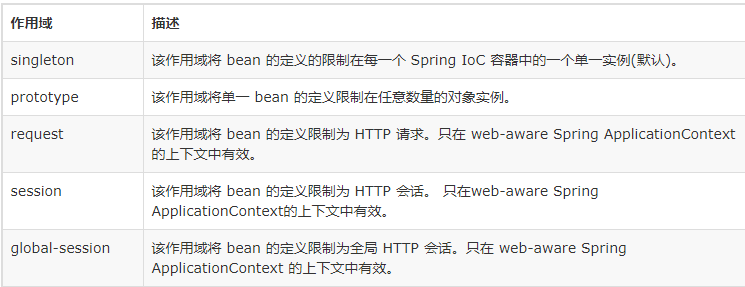 作用域 描述
singleton 该作用域将 bean 的定义的限制在每一个 Spring IoC 容器中的一个单一实例(默认)。
prototype 该作用域将单一 bean 的定义限制在任意数量的对象实例。
request 该作用域将 bean 的定义限制为 HTTP 请求。只在 web-aware Spring ApplicationContext
的上下文中有效。
session 该作用域将 bean 的定义限制为 HTTP 会话。 只在web-aware Spring
ApplicationContext的上下文中有效。
global-session 该作用域将 bean 的定义限制为全局 HTTP 会话。只在 web-aware Spring
ApplicationContext 的上下文中有效。